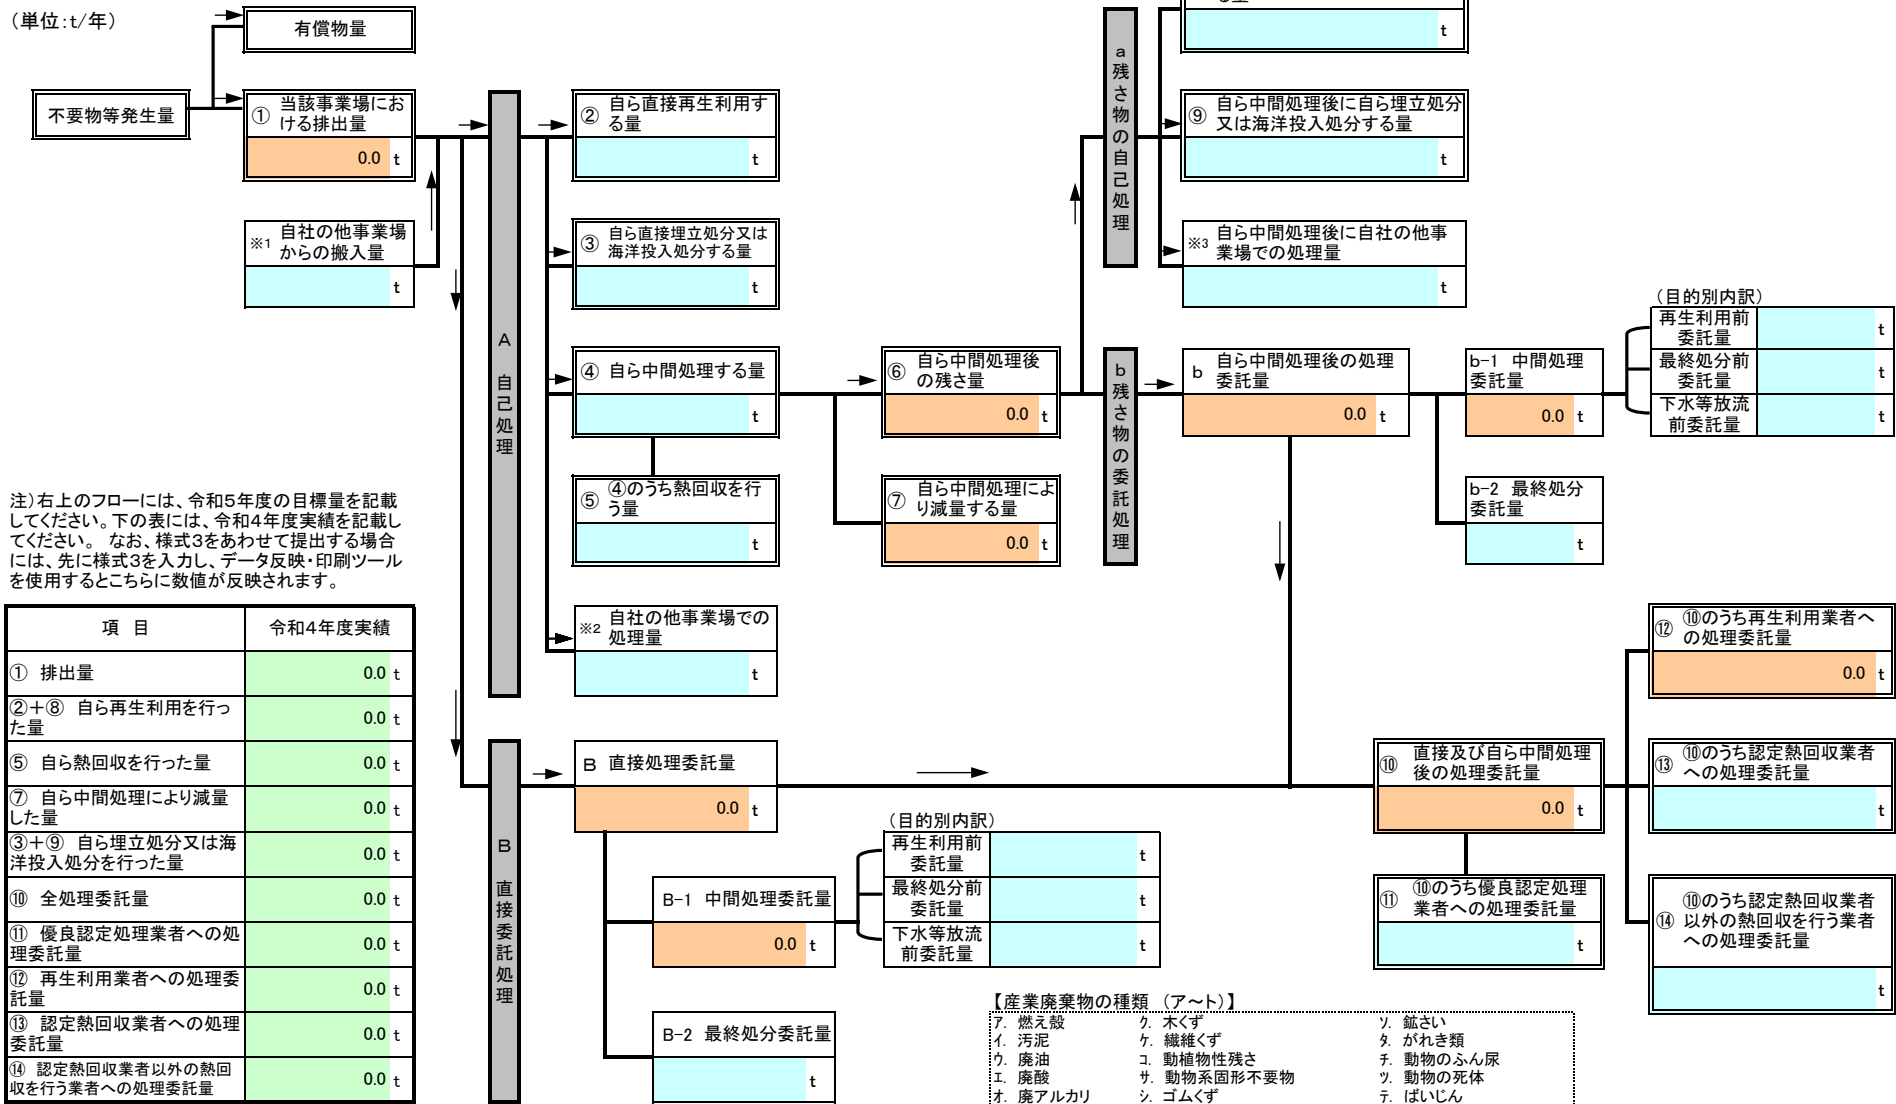 (単位:t/年)
有償物量
不要物等発生量
① 当該事業場にお
ける排出量
0.0 t
※1 自社の他事業場
からの搬入量
t
A 自己処理
② 自ら直接再生利用す
る量
t
③ 自ら直接埋立処分又は
海洋投入処分する量
t
④ 自ら中間処理する量
t
⑤ ④のうち熱回収を行
う量
t
※2 自社の他事業場での
処理量
t
⑥ 自ら中間処理後
の残さ量
0.0 t
⑦ 自ら中間処理によ
り減量する量
0.0 t
a 残さ物の自己処理
t
⑨ 自ら中間処理後に自ら埋立処分
又は海洋投入処分する量
t
※3 自ら中間処理後に自社の他事
業場での処理量
t
b 残さ物の委託処理
b 自ら中間処理後の処理
委託量
0.0 t
b-1 中間処理
委託量
0.0 t
(目的別内訳)
再生利用前
委託量
t
最終処分前
委託量
t
下水等放流
前委託量
t
b-2 最終処分
委託量
t
注)右上のフローには、令和5年度の目標量を記載
してください。下の表には、令和4年度実績を記載し
てください。 なお、様式3をあわせて提出する場合
には、先に様式3を入力し、データ反映・印刷ツール
を使用するとこちらに数値が反映されます。
項 目 令和4年度実績
① 排出量 0.0 t
②+⑧ 自ら再生利用を行っ
た量
0.0 t
⑤ 自ら熱回収を行った量 0.0 t
⑦ 自ら中間処理により減量
した量
0.0 t
③+⑨ 自ら埋立処分又は海
洋投入処分を行った量
0.0 t
⑩ 全処理委託量 0.0 t
⑪ 優良認定処理業者への処
理委託量
0.0 t
⑫ 再生利用業者への処理委
託量
0.0 t
⑬ 認定熱回収業者への処理
委託量
0.0 t
⑭ 認定熱回収業者以外の熱回
収を行う業者への処理委託量
0.0 t
B 直接委託処理
B 直接処理委託量
0.0 t
B-1 中間処理委託量
0.0 t
(目的別内訳)
再生利用前
委託量
t
最終処分前
委託量
t
下水等放流
前委託量
t
B-2 最終処分委託量
t
⑩ 直接及び自ら中間処理
後の処理委託量
0.0 t
⑪ ⑩のうち優良認定処理
業者への処理委託量
t
⑫ ⑩のうち再生利用業者へ
の処理委託量
0.0 t
⑬ ⑩のうち認定熱回収業者
への処理委託量
t
⑭ ⑩のうち認定熱回収業者
以外の熱回収を行う業者
への処理委託量
t
【産業廃棄物の種類 (ア~ト)】
ア. 燃え殻 ク. 木くず ソ. 鉱さい
イ. 汚泥 ケ. 繊維くず タ. がれき類
ウ. 廃油 コ. 動植物性残さ チ. 動物のふん尿
エ. 廃酸 サ. 動物系固形不要物 ツ. 動物の死体
オ. 廃アルカリ シ. ゴムくず テ. ばいじん